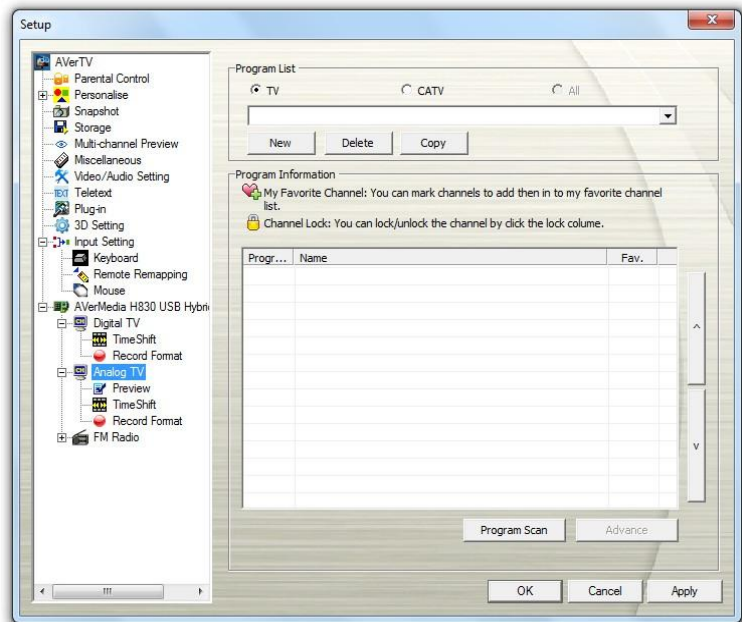 Setup
AVerTV
Parental Control
Personalise
Snapshot
Storage
Multi-channel Preview
Miscellaneous
Video/Audio Setting
TEXT Teletext
Plug-in
3D Setting
Input Setting
Keyboard
Remote Remapping
Mouse
AVerMedia H830 USB Hybri
Digital TV
TimeShift
Record Format
Analog TV
Preview
TimeShift
Record Format
FM Radio
Program List
TV CATV All
New Delete Copy
Program Information
My Favorite Channel: You can mark channels to add then in to my favorite channel
list.
Channel Lock: You can lock/unlock the channel by click the lock colume.
Progr... Name Fav.
Program Scan Advance
OK Cancel Apply